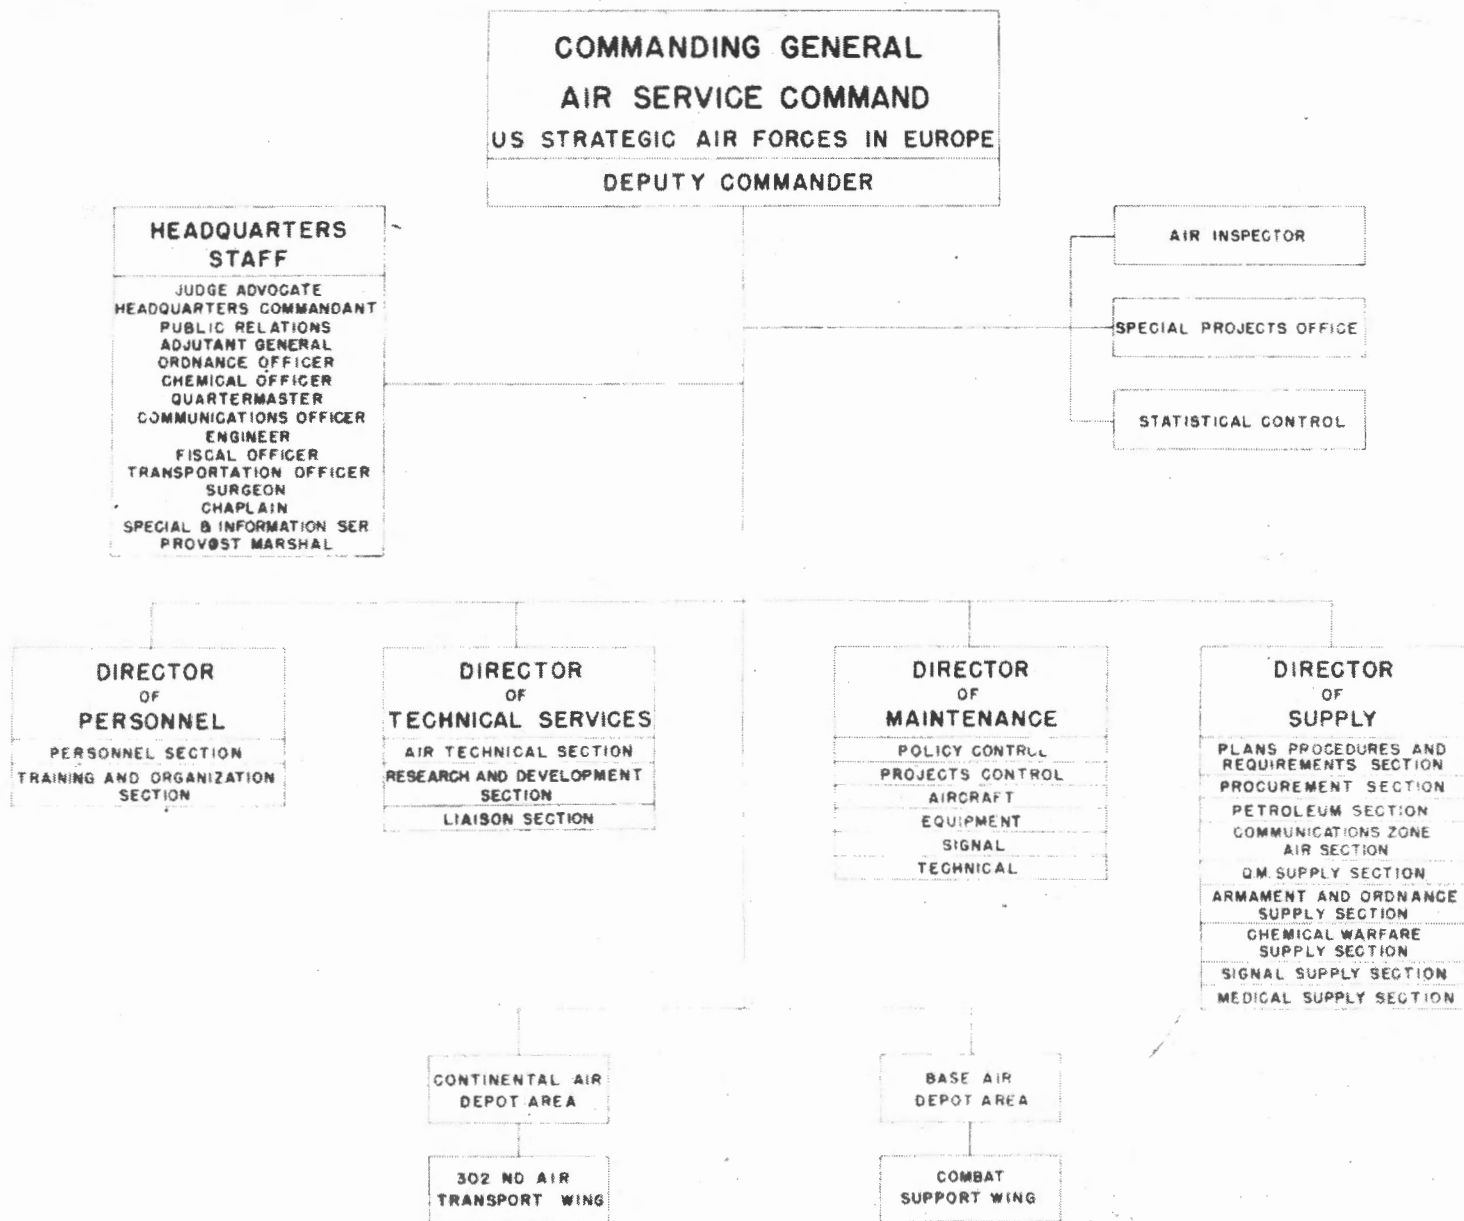 COMMANDING GENERAL
AIR SERVICE COMMAND
US STRATEGIC AIR FORCES IN EUROPE
DEPUTY COMMANDER
HEADQUARTERS
STAFF
JUDGE ADVOCATE
HEADQUARTERS COMMANDANT
PUBLIC RELATIONS
ADJUTANT GENERAL
ORDNANCE OFFICER
CHEMICAL OFFICER
QUARTERMASTER
COMMUNICATIONS OFFICER
ENGINEER
FISCAL OFFICER
TRANSPORTATION OFFICER
SURGEON
CHAPLAIN
SPECIAL & INFORMATION SER
PROVOST MARSHAL
AIR INSPECTOR
SPECIAL PROJECTS OFFICE
STATISTICAL CONTROL
DIRECTOR
OF
PERSONNEL
PERSONNEL SECTION
TRAINING AND ORGANIZATION
SECTION
DIRECTOR
OF
TECHNICAL SERVICES
AIR TECHNICAL SECTION
RESEARCH AND DEVELOPMENT
SECTION
LIAISON SECTION
DIRECTOR
OF
MAINTENANCE
POLICY CONTROL
PROJECTS CONTROL
AIRCRAFT
EQUIPMENT
SIGNAL
TECHNICAL
DIRECTOR
OF
SUPPLY
PLANS PROCEDURES AND
REQUIREMENTS SECTION
PROCUREMENT SECTION
PETROLEUM SECTION
COMMUNICATIONS ZONE
AIR SECTION
QM. SUPPLY SECTION
ARMAMENT AND ORDNANCE
SUPPLY SECTION
CHEMICAL WARFARE
SUPPLY SECTION
SIGNAL SUPPLY SECTION
MEDICAL SUPPLY SECTION
CONTINENTAL AIR
DEPOT AREA
302 ND AIR
TRANSPORT WING
BASE AIR
DEPOT AREA
COMBAT
SUPPORT WING